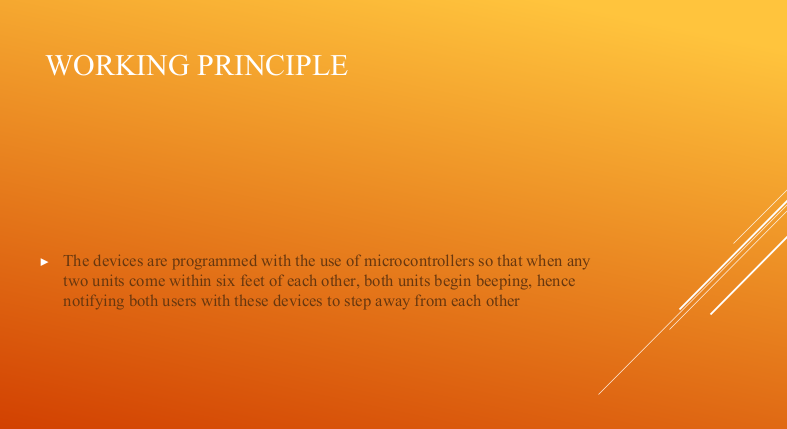 WORKING PRINCIPLE
The devices are programmed with the use of microcontrollers so that when any
two units come within six feet of each other, both units begin beeping, hence
notifying both users with these devices to step away from each other